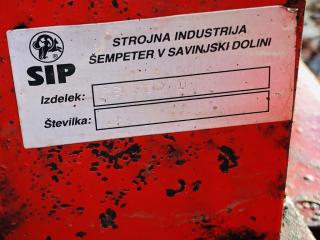 STROJNA INDUSTRIJA
ŠEMPETER V SAVINJSKI DOLINI
SIP
Izdelek:
Številka: